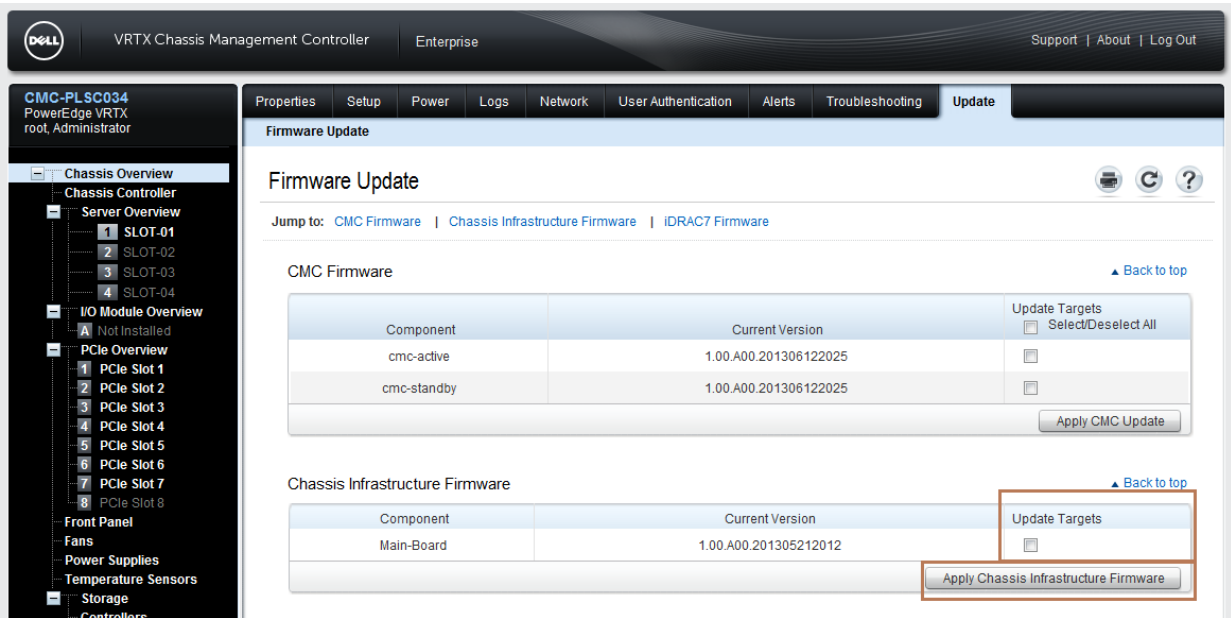 DELL VRTX Chassis Management Controller Enterprise Support | About | Log Out
CMC-PLSC034
PowerEdge VRTX
root, Administrator
Properties Setup Power Logs Network User Authentication Alerts Troubleshooting Update
Firmware Update
Chassis Overview
Chassis Controller
Server Overview
1 SLOT-01
2 SLOT-02
3 SLOT-03
4 SLOT-04
I/O Module Overview
A Not Installed
PCIe Overview
1 PCIe Slot 1
2 PCIe Slot 2
3 PCIe Slot 3
4 PCIe Slot 4
5 PCIe Slot 5
6 PCIe Slot 6
7 PCIe Slot 7
8 PCIe Slot 8
Front Panel
Fans
Power Supplies
Temperature Sensors
Storage
Controllers
Firmware Update
Jump to: CMC Firmware | Chassis Infrastructure Firmware | iDRAC7 Firmware
CMC Firmware Back to top
Component Current Version Update Targets
Select/Deselect All
cmc-active 1.00.A00.201306122025
cmc-standby 1.00.A00.201306122025
Apply CMC Update
Chassis Infrastructure Firmware Back to top
Component Current Version Update Targets
Main-Board 1.00.A00.201305212012
Apply Chassis Infrastructure Firmware